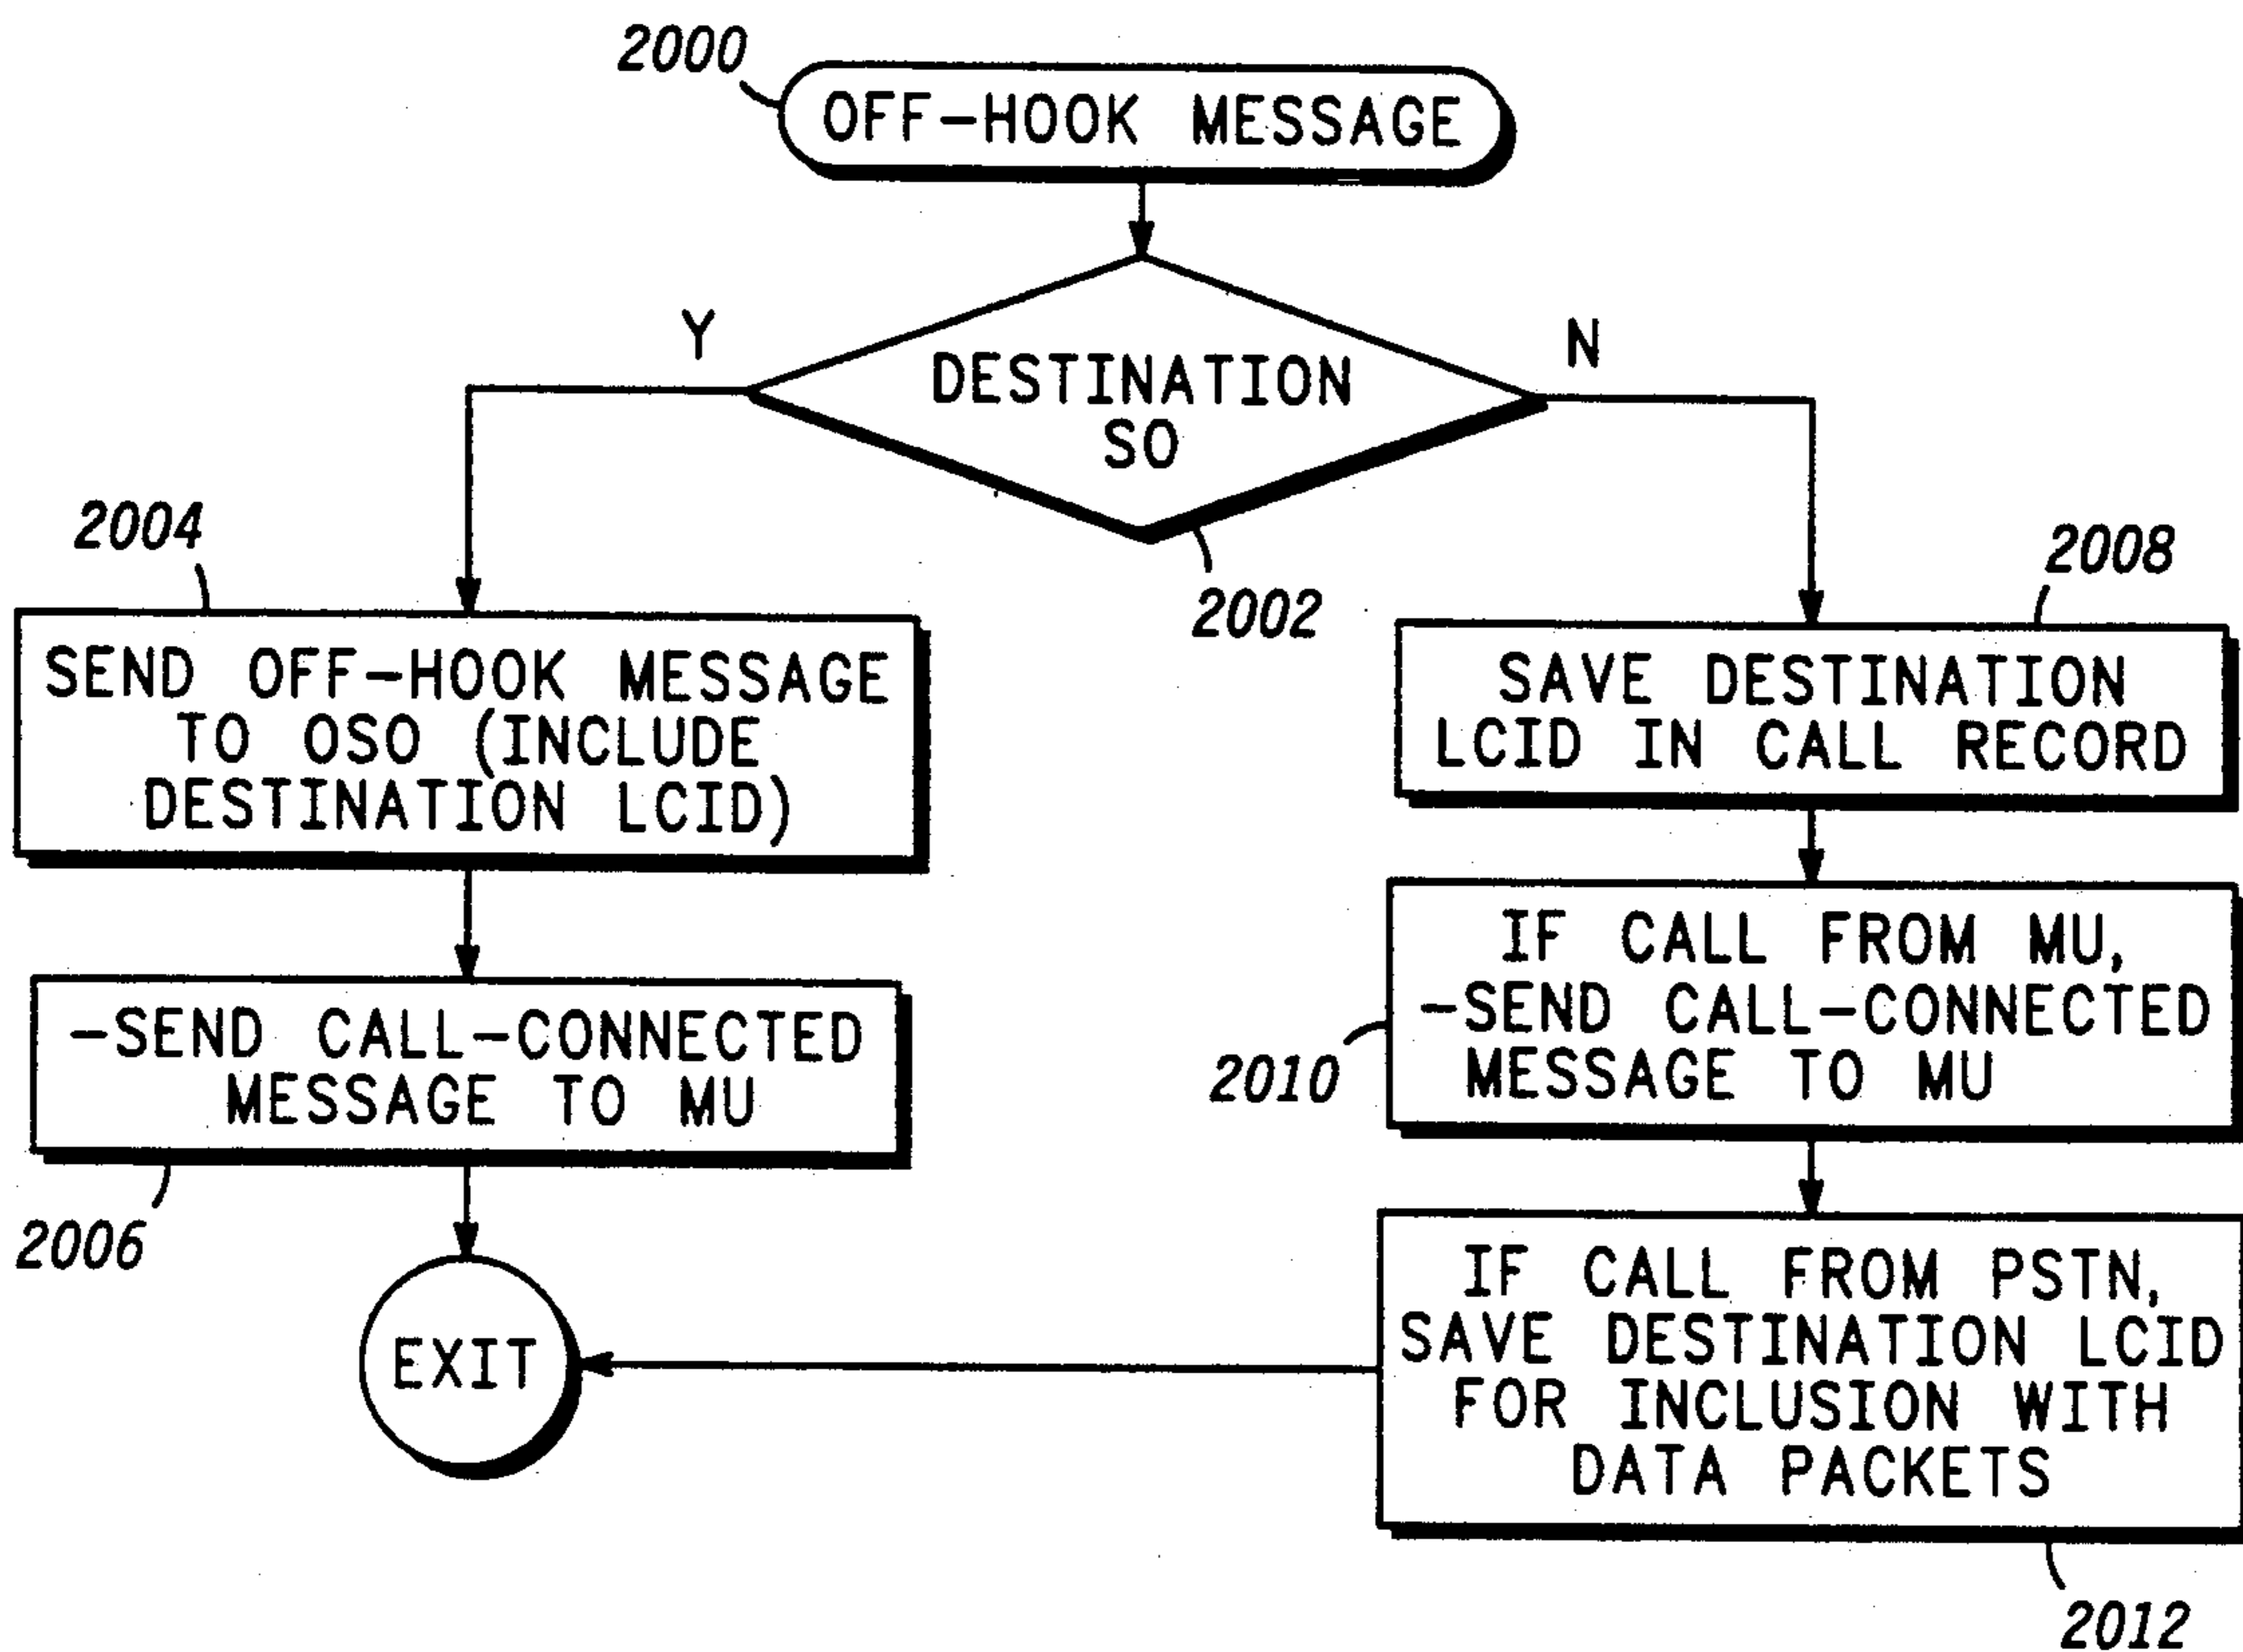 2000
OFF-HOOK MESSAGE
Y
N
DESTINATION
SO
2002
2004
SEND OFF-HOOK MESSAGE
TO OSO (INCLUDE
DESTINATION LCID)
-SEND CALL-CONNECTED
MESSAGE TO MU
2006
EXIT
2008
SAVE DESTINATION
LCID IN CALL RECORD
IF CALL FROM MU,
-SEND CALL-CONNECTED
MESSAGE TO MU
2010
IF CALL FROM PSTN,
SAVE DESTINATION LCID
FOR INCLUSION WITH
DATA PACKETS
2012